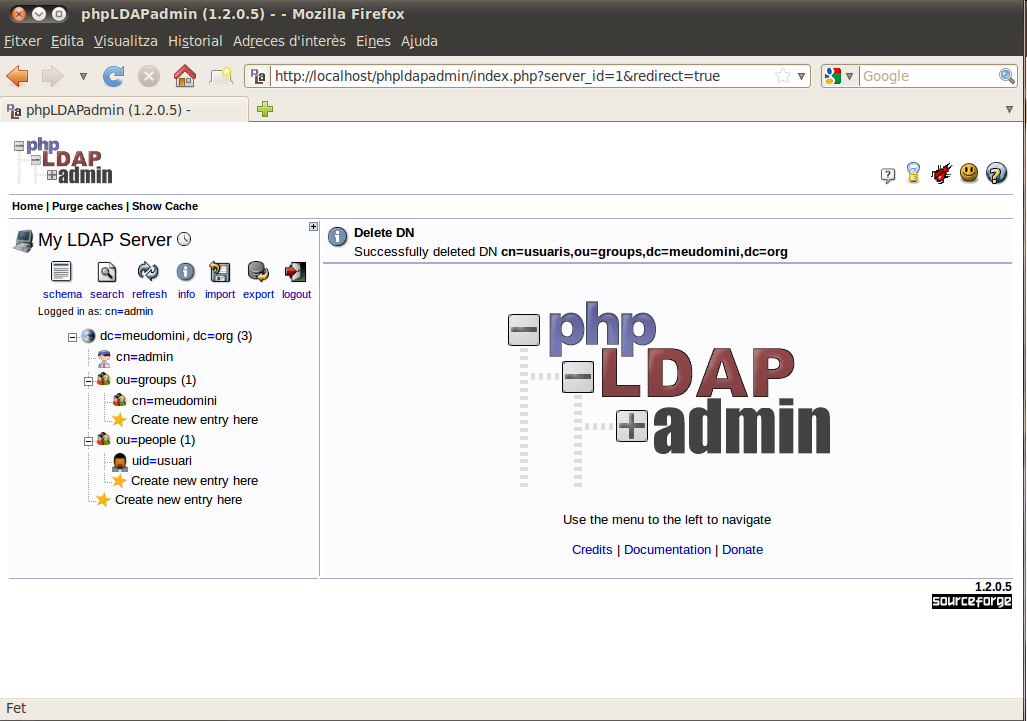 phpLDAPadmin (1.2.0.5) - - Mozilla Firefox
Fitxer Edita Visualitza Historial Adreces d'interès Eines Ajuda
http://localhost/phpldapadmin/index.php?server_id=1&redirect=true Google
phpLDAPadmin (1.2.0.5) -
php
LDAP
admin
Home | Purge caches | Show Cache
My LDAP Server
schema search refresh info import export logout
Logged in as: cn=admin
dc=meudomini, dc=org (3)
cn=admin
ou=groups (1)
cn=meudomini
Create new entry here
ou=people (1)
uid=usuari
Create new entry here
Create new entry here
Delete DN
Successfully deleted DN cn=usuaris,ou=groups,dc=meudomini,dc=org
php
LDAP
admin
Use the menu to the left to navigate
Credits | Documentation | Donate
1.2.0.5
sourceforge
Fet